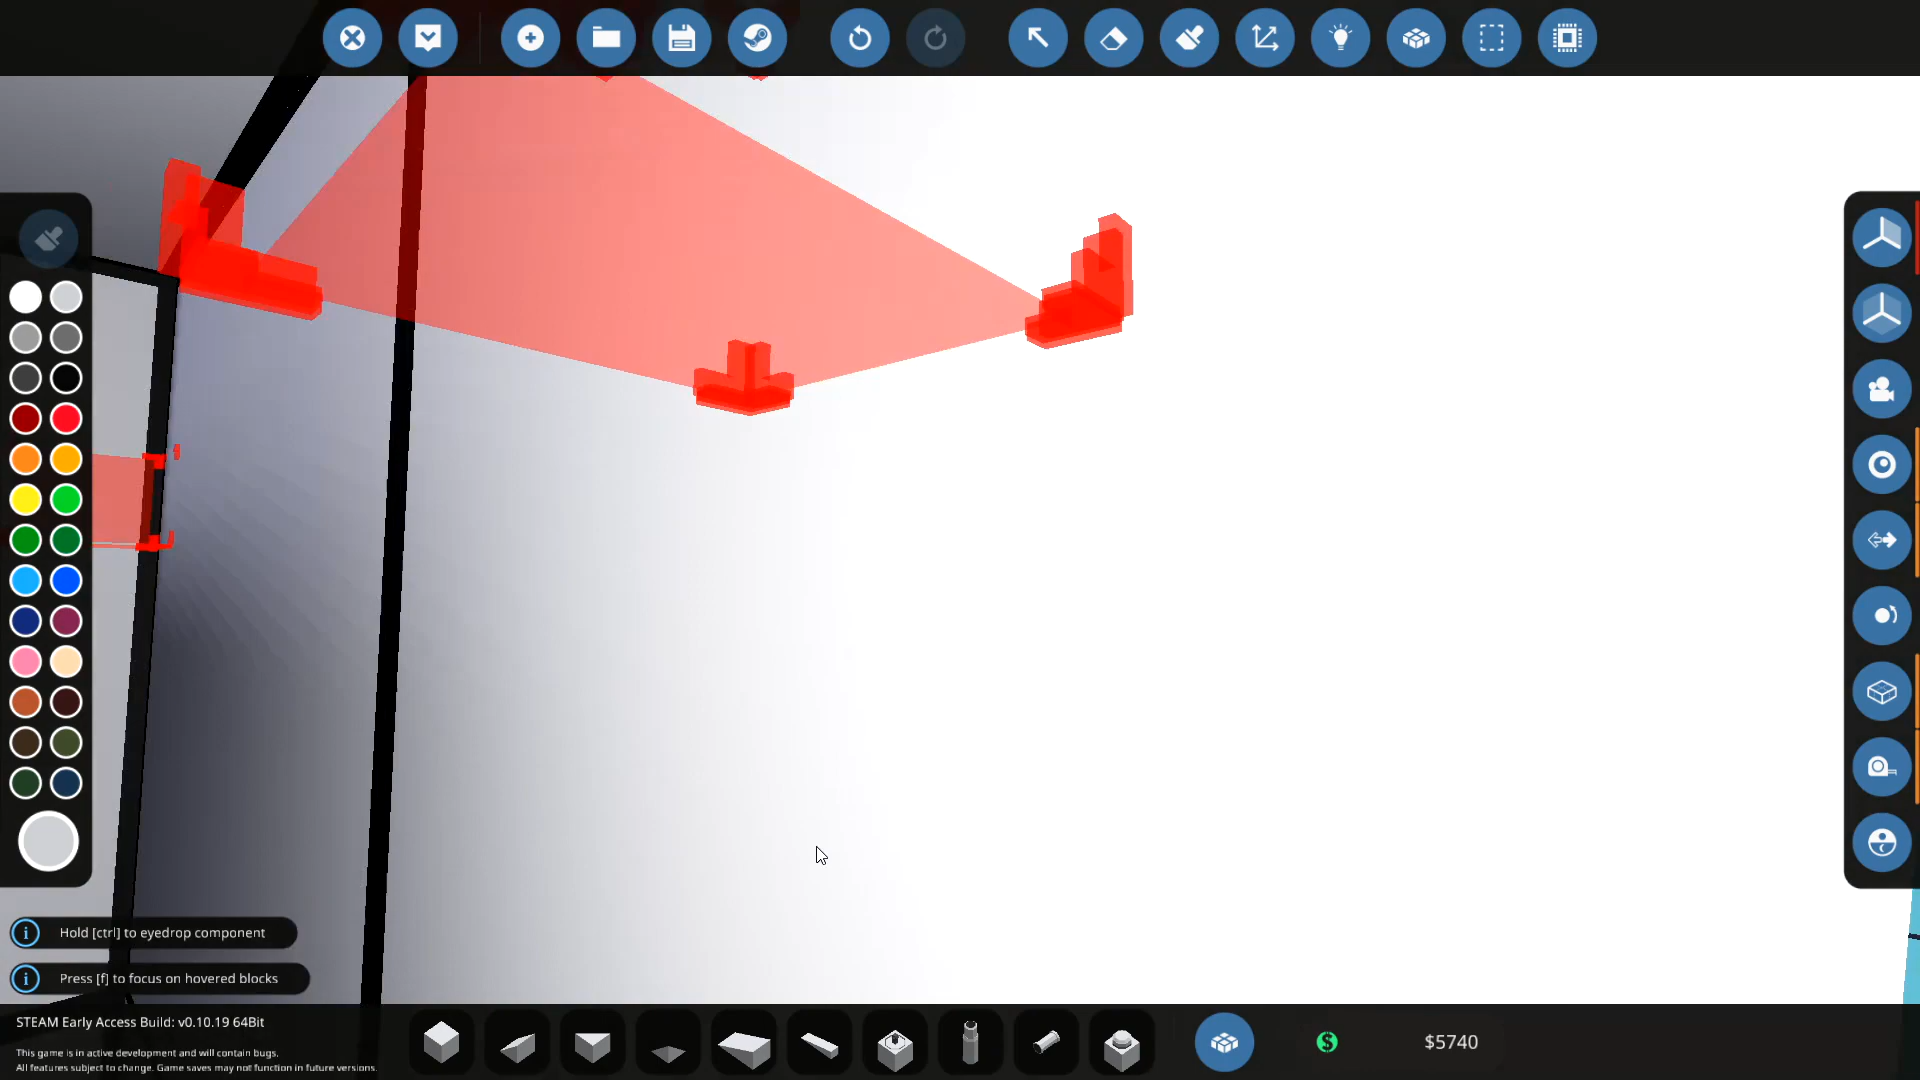 Hold [ctrl] to eyedrop component
Press [f] to focus on hovered blocks
STEAM Early Access Build: v0.10.19 64Bit
This game is in active development and will contain bugs.
All features subject to change. Game saves may not function in future versions.
$5740